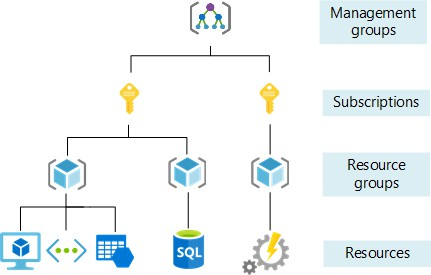 Management
groups
Subscriptions
Resource
groups
SQL
Resources